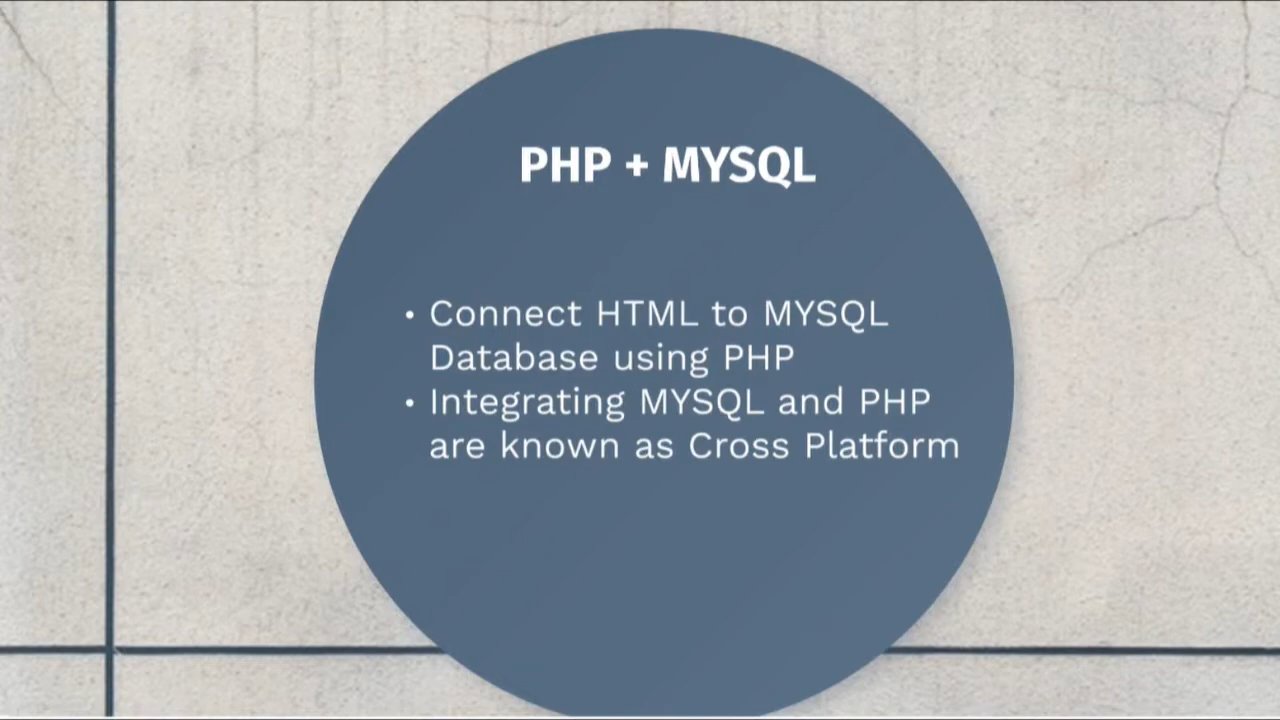 PHP + MYSQL
• Connect HTML to MYSQL
Database using PHP
• Integrating MYSQL and PHP
are known as Cross Platform